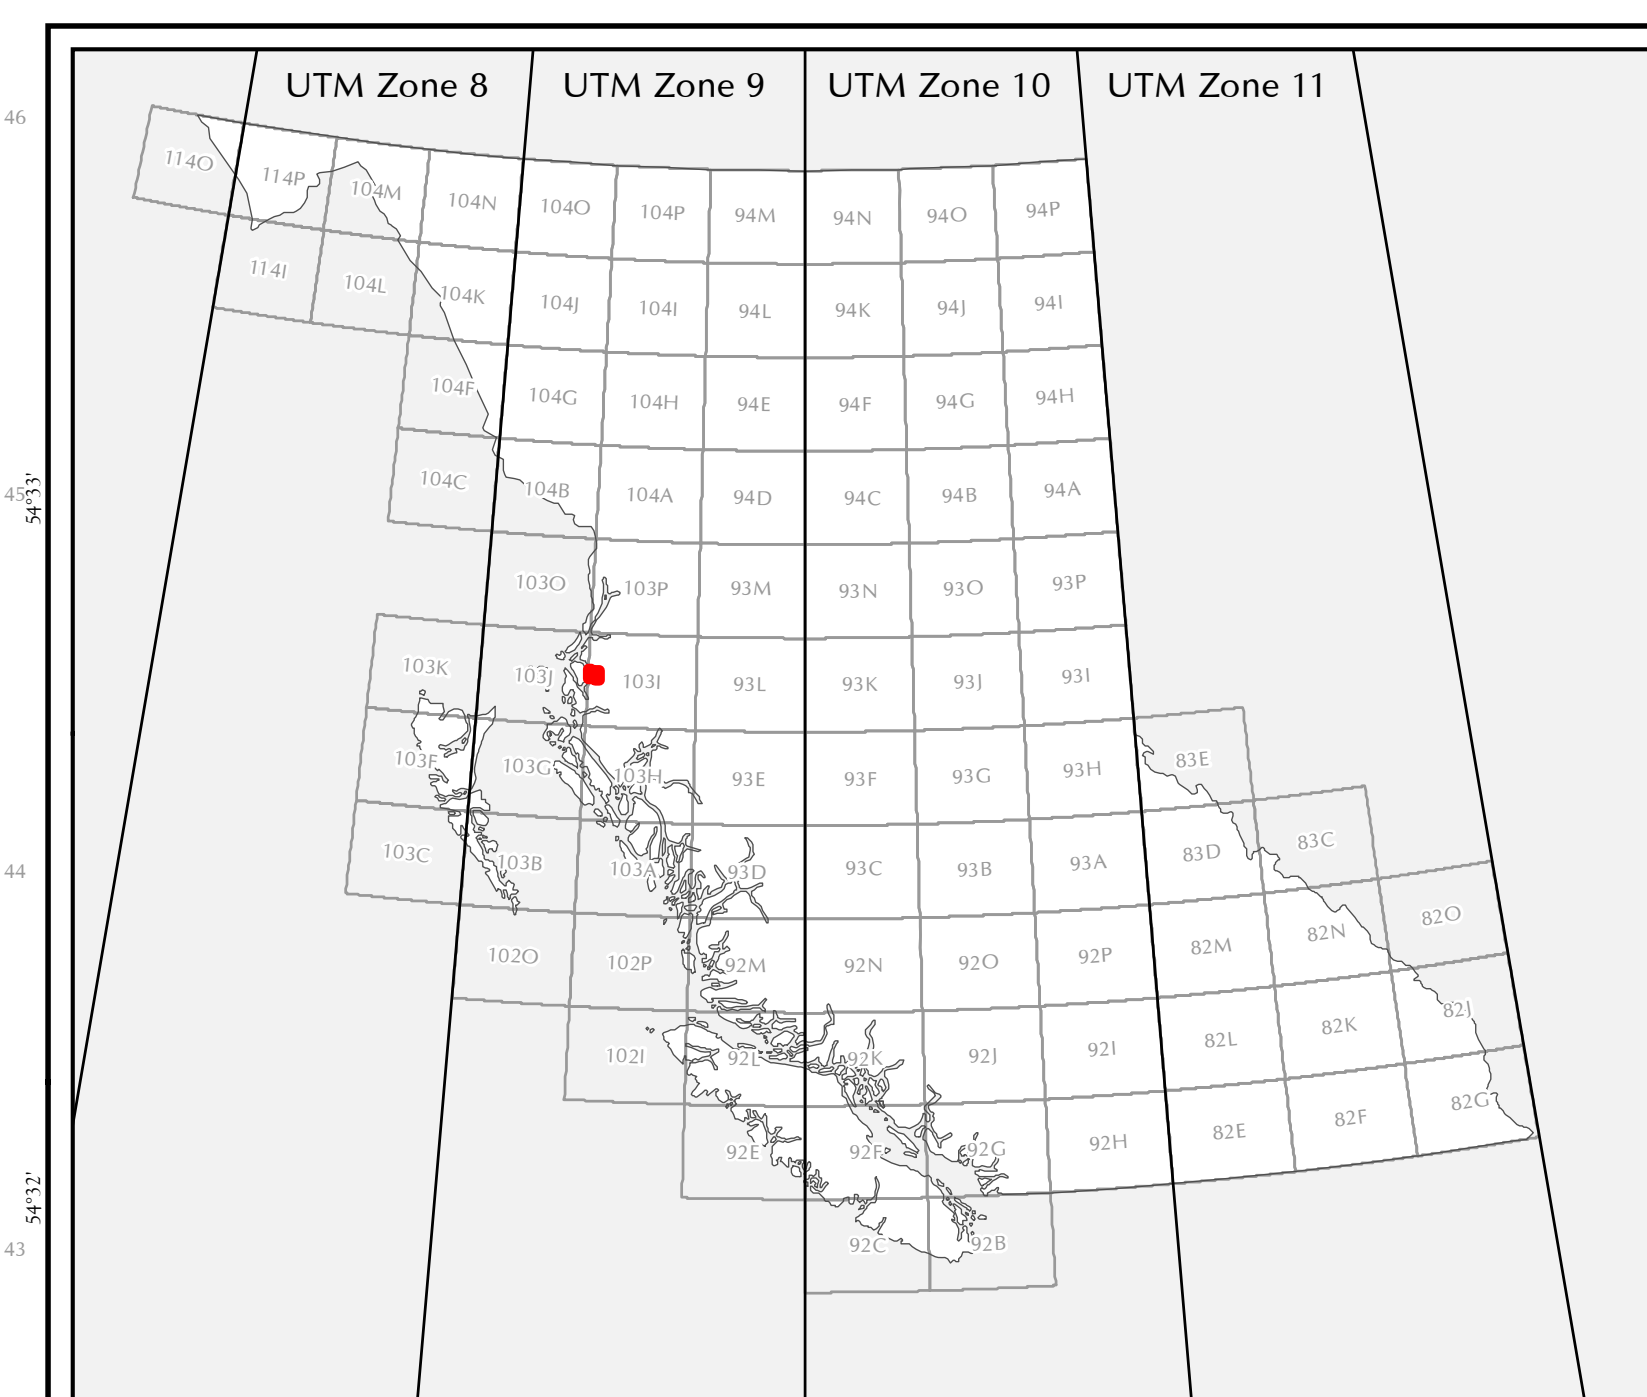 UTM Zone 8 UTM Zone 9 UTM Zone 10 UTM Zone 11
46
114O 114P 104M 104N 104O 104P 94M 94N 94O 94P
114I 104L 104K 104J 104I 94L 94K 94J 94I
104F 104G 104H 94E 94F 94G 94H
45
54°33'
104C 104B 104A 94D 94C 94B 94A
103O 103P 93M 93N 93O 93P
103K 103J 103I 93L 93K 93J 93I
103F 103G 103H 93E 93F 93G 93H 83E
44
103C 103B 103A 93D 93C 93B 93A 83D 83C
102O 102P 92M 92N 92O 92P 82M 82N 82O
102I 92L 92K 92J 92I 82L 82K 82J
92E 92F 92G 92H 82E 82F 82G
54°32'
43
92C 92B